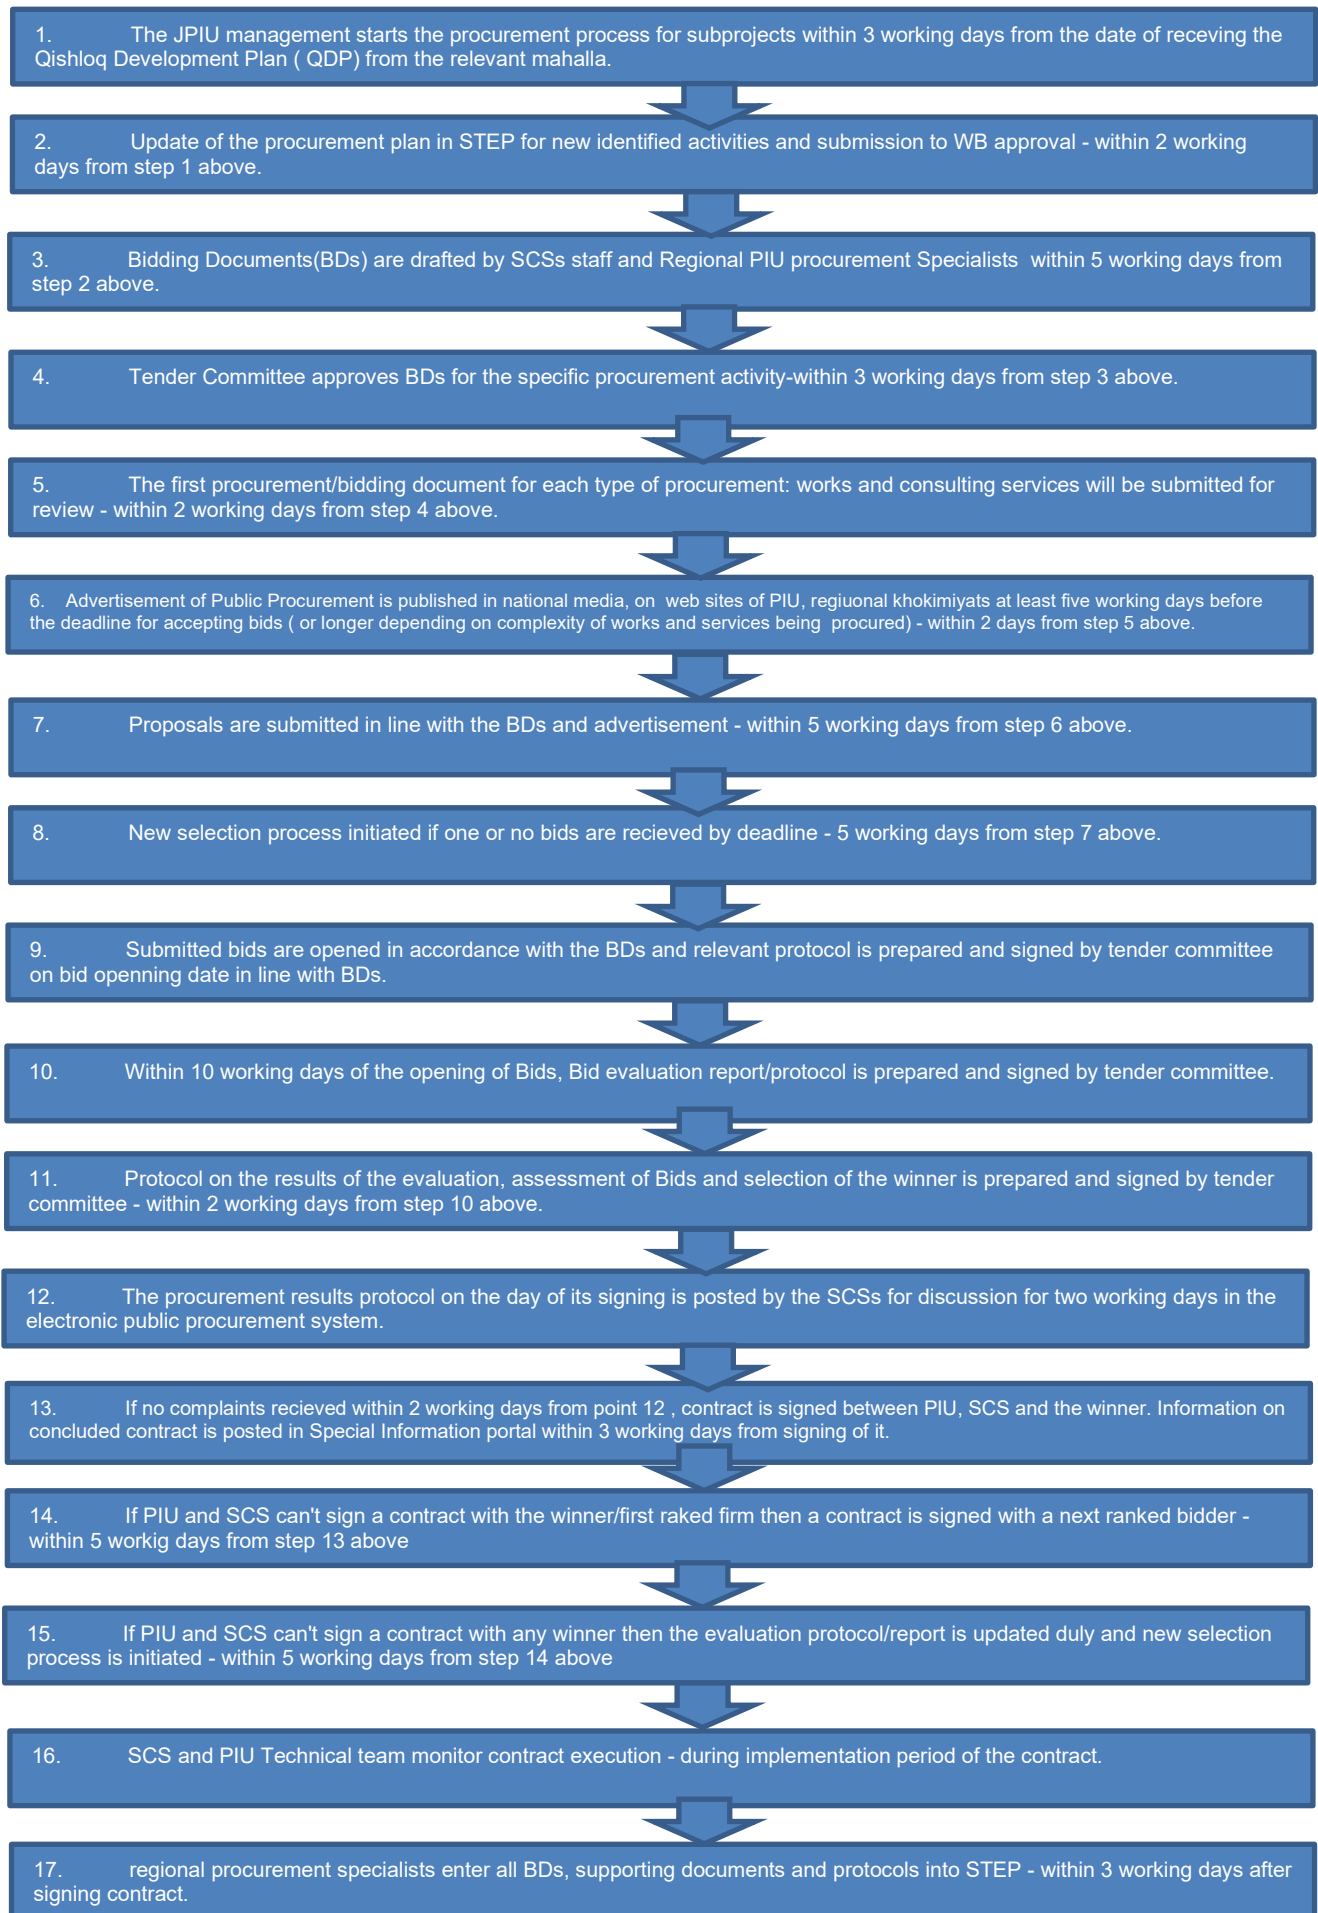 1. The JPIU management starts the procurement process for subprojects within 3 working days from the date of receving the
Qishloq Development Plan ( QDP) from the relevant mahalla.
2. Update of the procurement plan in STEP for new identified activities and submission to WB approval - within 2 working
days from step 1 above.
3. Bidding Documents(BDs) are drafted by SCSs staff and Regional PIU procurement Specialists within 5 working days from
step 2 above.
4. Tender Committee approves BDs for the specific procurement activity-within 3 working days from step 3 above.
5. The first procurement/bidding document for each type of procurement: works and consulting services will be submitted for
review - within 2 working days from step 4 above.
6. Advertisement of Public Procurement is published in national media, on web sites of PIU, regiuonal khokimiyats at least five working days before
the deadline for accepting bids ( or longer depending on complexity of works and services being procured) - within 2 days from step 5 above.
7. Proposals are submitted in line with the BDs and advertisement - within 5 working days from step 6 above.
8. New selection process initiated if one or no bids are recieved by deadline - 5 working days from step 7 above.
9. Submitted bids are opened in accordance with the BDs and relevant protocol is prepared and signed by tender committee
on bid openning date in line with BDs.
10. Within 10 working days of the opening of Bids, Bid evaluation report/protocol is prepared and signed by tender committee.
11. Protocol on the results of the evaluation, assessment of Bids and selection of the winner is prepared and signed by tender
committee - within 2 working days from step 10 above.
12. The procurement results protocol on the day of its signing is posted by the SCSs for discussion for two working days in the
electronic public procurement system.
13. If no complaints recieved within 2 working days from point 12 , contract is signed between PIU, SCS and the winner. Information on
concluded contract is posted in Special Information portal within 3 working days from signing of it.
14. If PIU and SCS can't sign a contract with the winner/first raked firm then a contract is signed with a next ranked bidder -
within 5 workig days from step 13 above
15. If PIU and SCS can't sign a contract with any winner then the evaluation protocol/report is updated duly and new selection
process is initiated - within 5 working days from step 14 above
16. SCS and PIU Technical team monitor contract execution - during implementation period of the contract.
17. regional procurement specialists enter all BDs, supporting documents and protocols into STEP - within 3 working days after
signing contract.